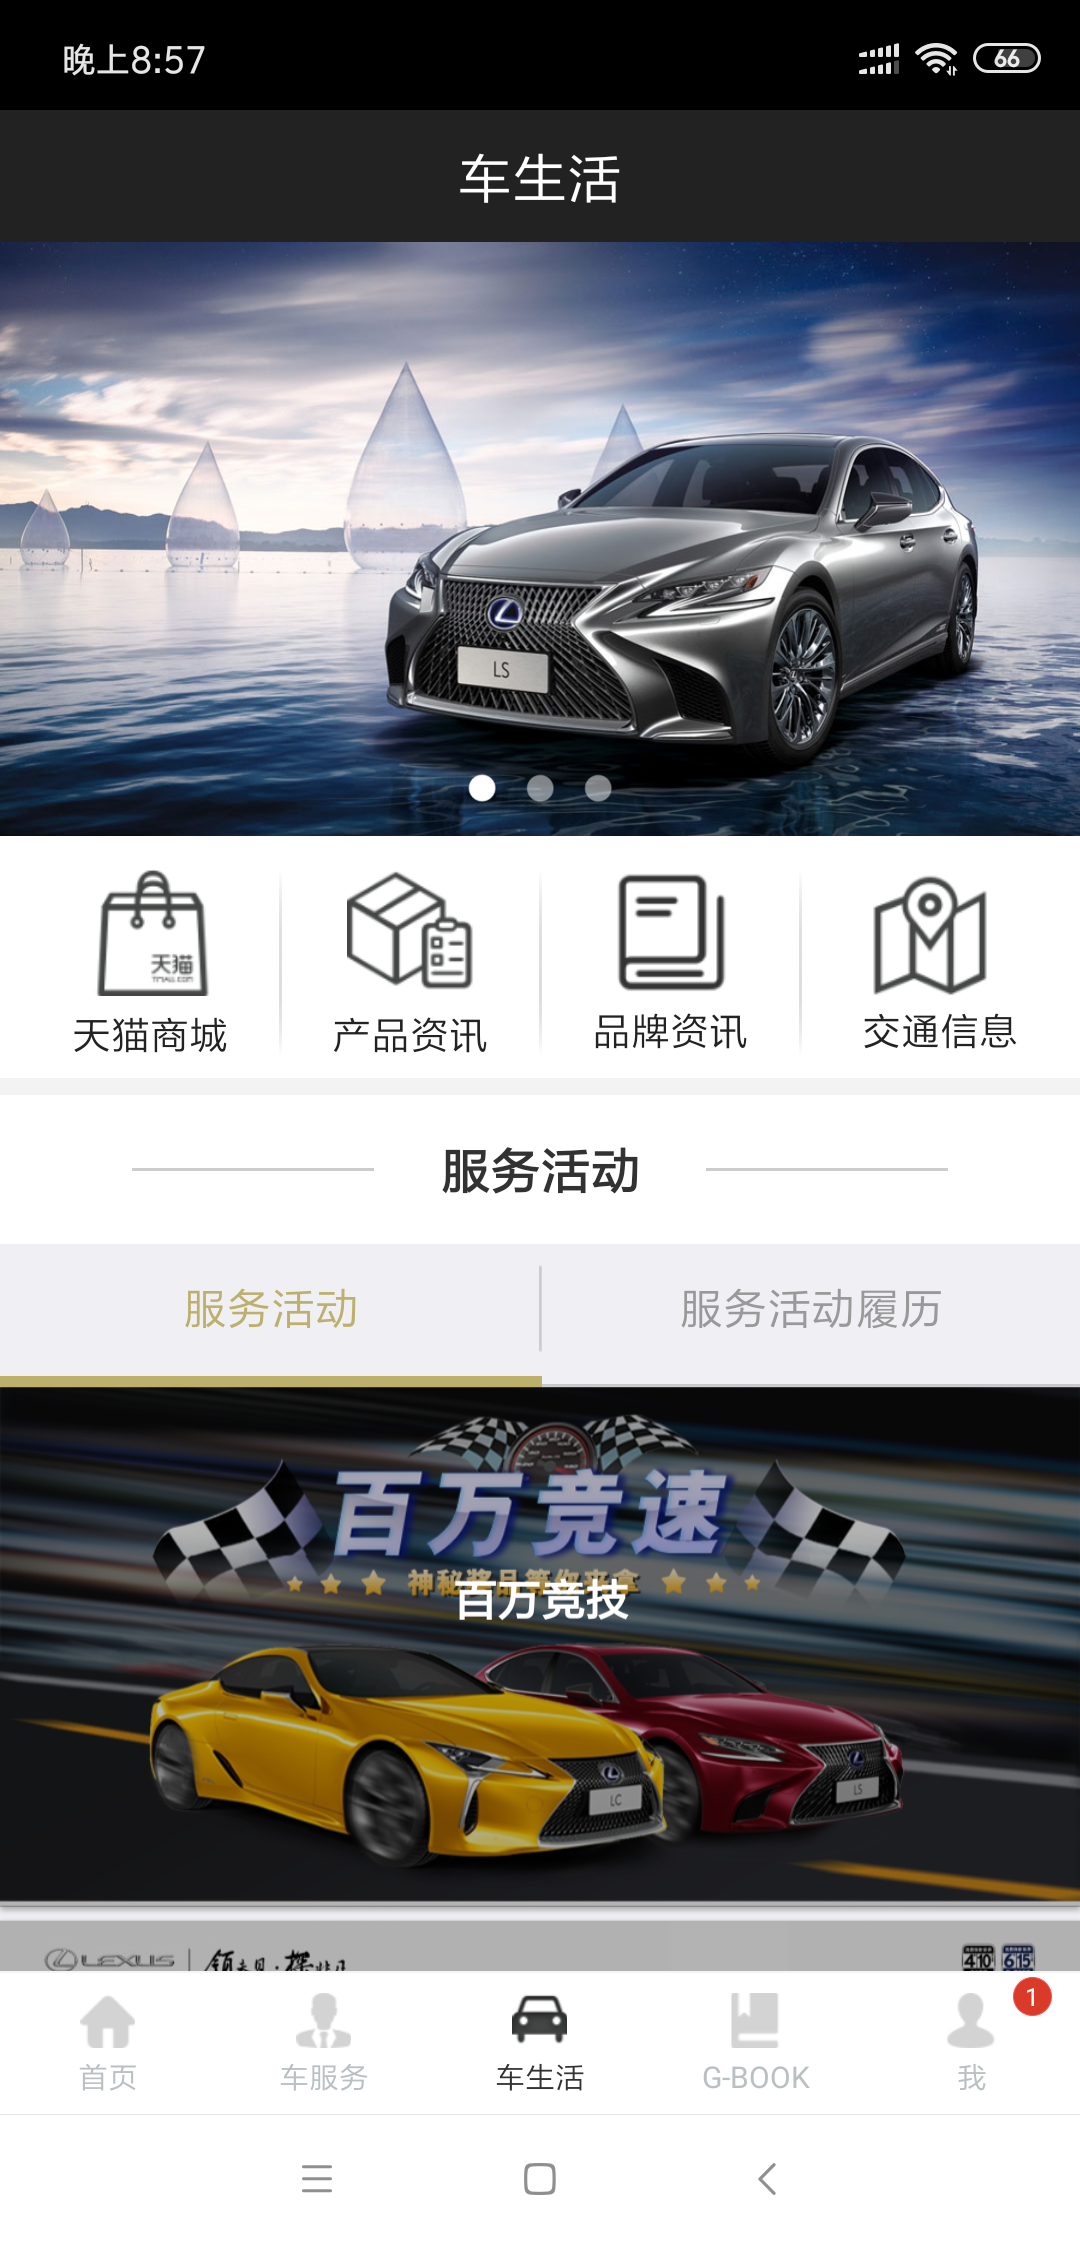 晚上8:57
66
车生活
LS
天猫
TMALL.COM
天猫商城
产品资讯
品牌资讯
交通信息
服务活动
服务活动
服务活动履历
百万竞速
神秘奖品等你来拿
百万竞技
LC
LS
LEXUS
4|10
6|15
1
首页
车服务
车生活
G-BOOK
我